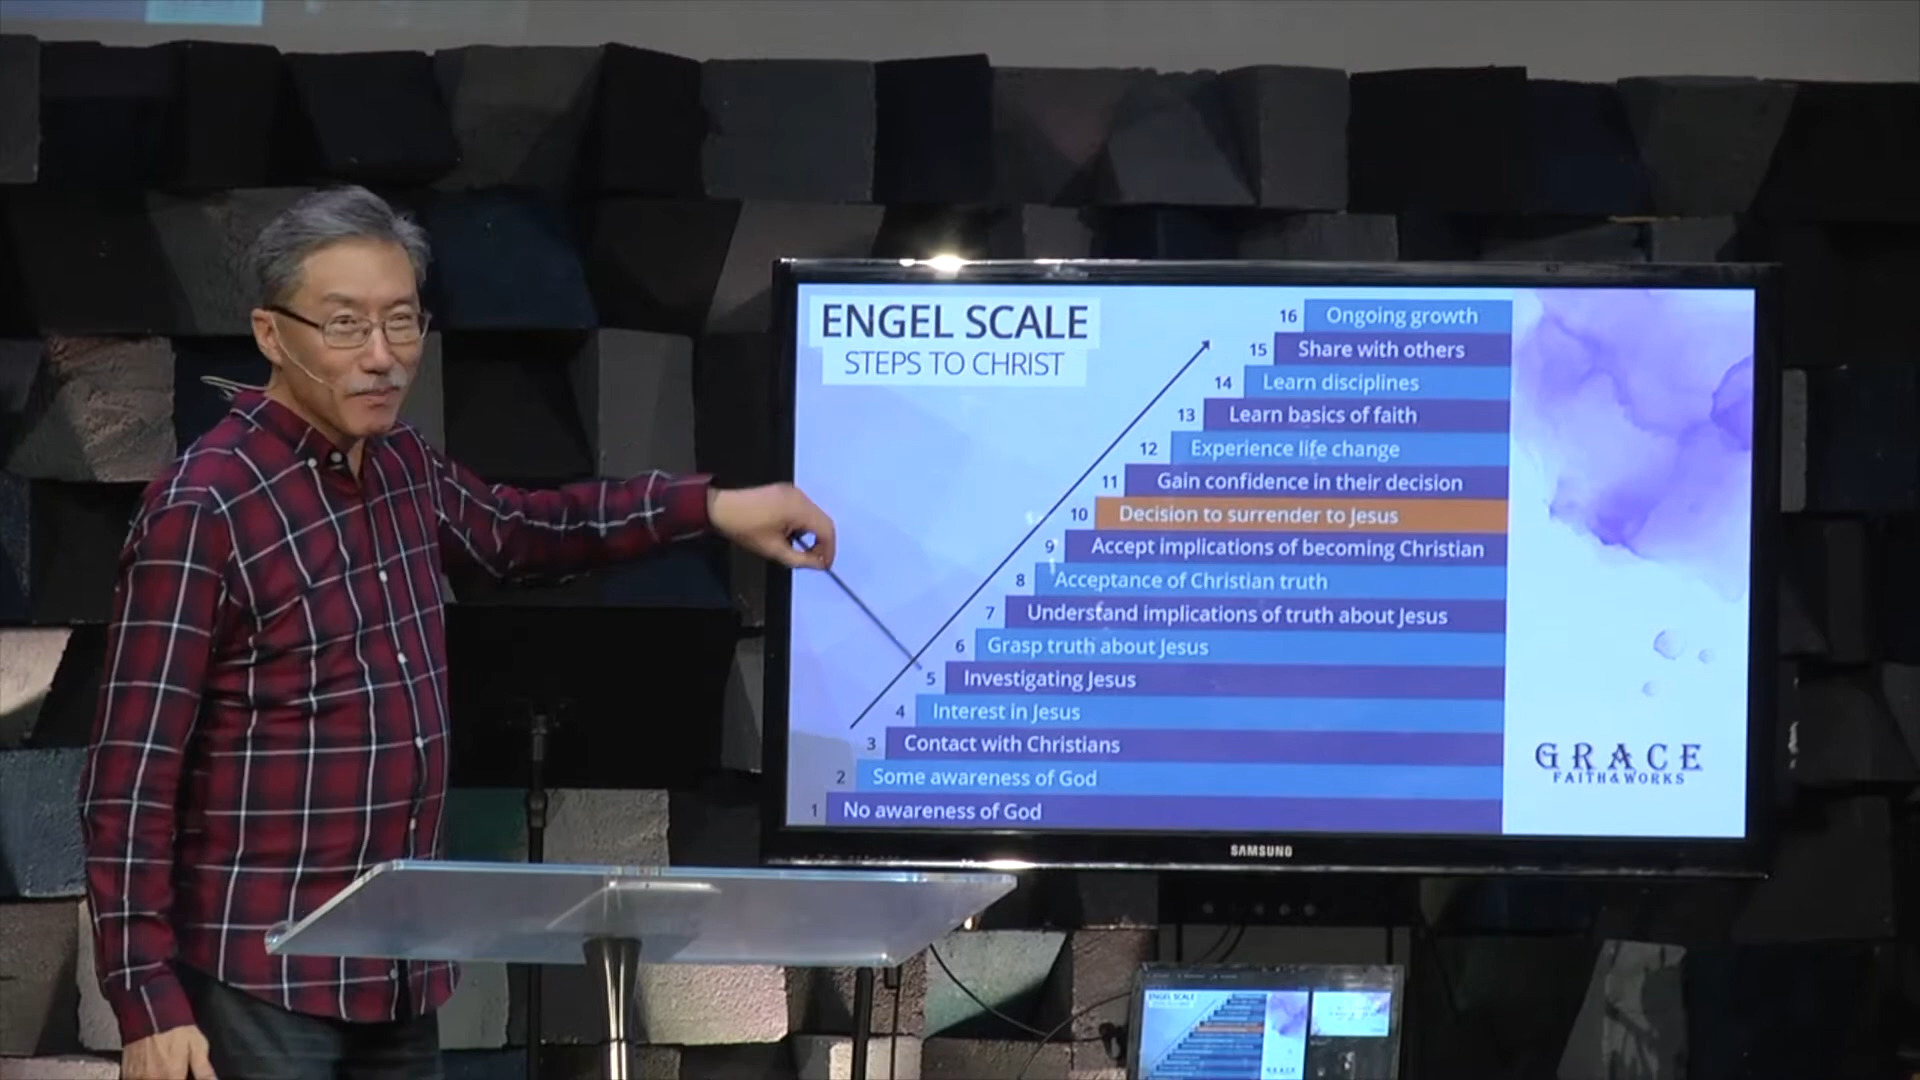 ENGEL SCALE
STEPS TO CHRIST
16 Ongoing growth
15 Share with others
14 Learn disciplines
13 Learn basics of faith
12 Experience life change
11 Gain confidence in their decision
10 Decision to surrender to Jesus
9 Accept implications of becoming Christian
8 Acceptance of Christian truth
7 Understand implications of truth about Jesus
6 Grasp truth about Jesus
5 Investigating Jesus
4 Interest in Jesus
3 Contact with Christians
2 Some awareness of God
1 No awareness of God
GRACE
FAITH & WORKS
SAMSUNG
ENGEL SCALE